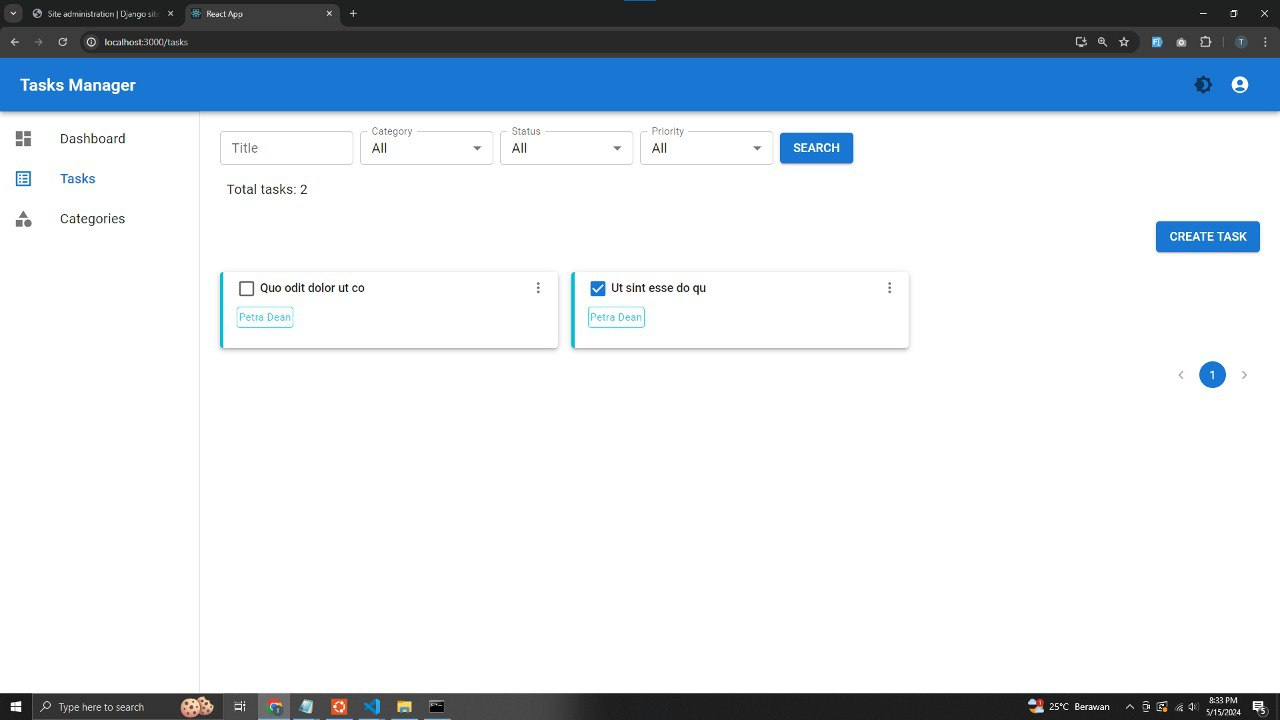 Site administration | Django sit
React App
localhost:3000/tasks
T
Tasks Manager
Dashboard
Tasks
Categories
Title
Category
All
Status
All
Priority
All
SEARCH
Total tasks: 2
CREATE TASK
Quo odit dolor ut co
Petra Dean
Ut sint esse do qu
Petra Dean
1
Type here to search
25°C Berawan
8:33 PM
5/15/2024